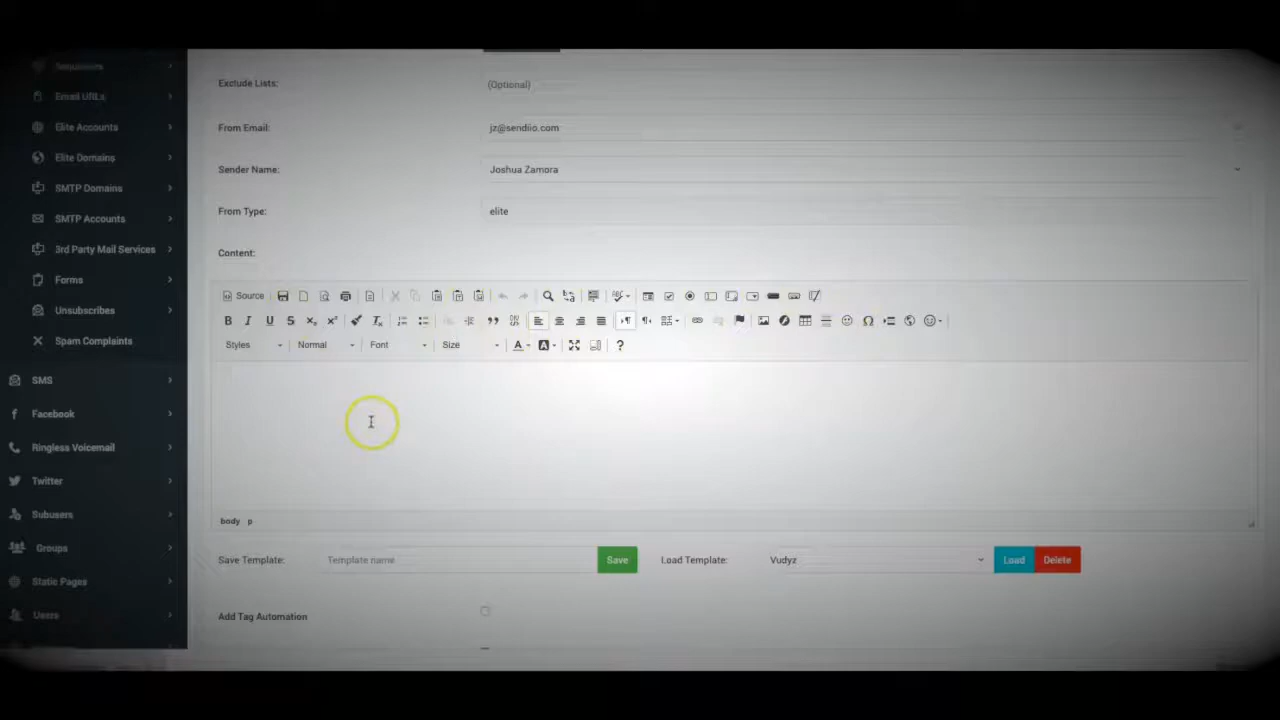 Sequences
Email URLs
Elite Accounts
Elite Domains
SMTP Domains
SMTP Accounts
3rd Party Mail Services
Forms
Unsubscribes
Spam Complaints
SMS
Facebook
Ringless Voicemail
Twitter
Subusers
Groups
Static Pages
Users
Exclude Lists: (Optional)
From Email: jz@sendiio.com
Sender Name: Joshua Zamora
From Type: elite
Content:
Source
Styles Normal Font Size
body p
Save Template: Template name Save Load Template: Vudyz Load Delete
Add Tag Automation